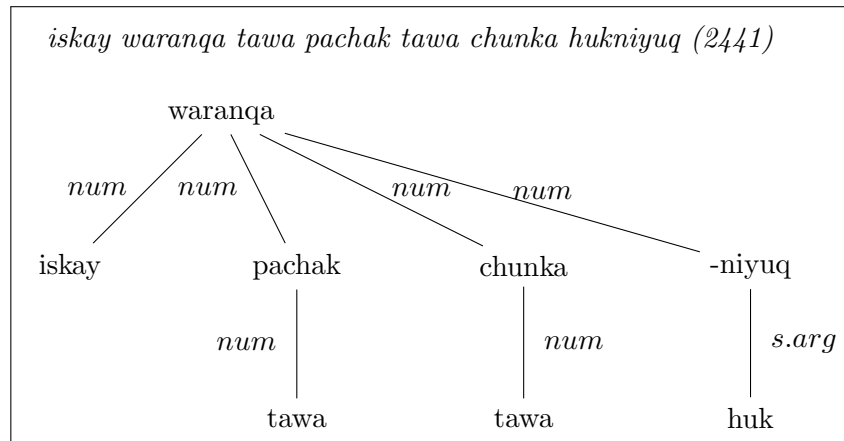 iskay waranqa tawa pachak tawa chunka hukniyuq (2441)
waranqa
num num num num
iskay pachak chunka -niyuq
num num s.arg
tawa tawa huk